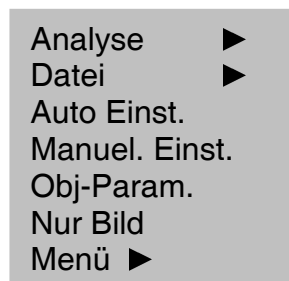 Analyse ▶
Datei ▶
Auto Einst.
Manuel. Einst.
Obj-Param.
Nur Bild
Menü ▶